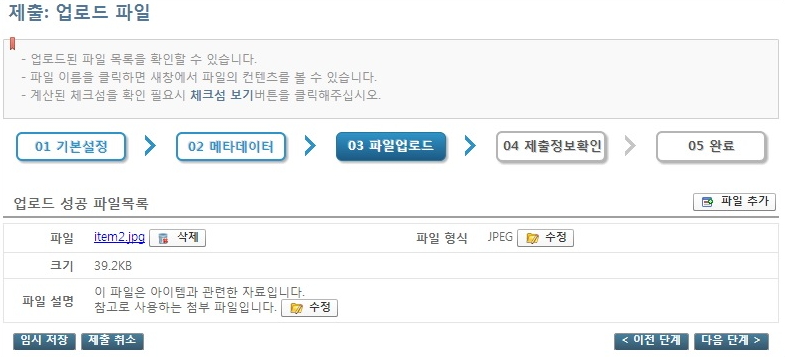 제출: 업로드 파일
- 업로드된 파일 목록을 확인할 수 있습니다.
- 파일 이름을 클릭하면 새창에서 파일의 컨텐츠를 볼 수 있습니다.
- 계산된 체크섬을 확인 필요시 체크섬 보기버튼을 클릭해주십시오.
01 기본설정 02 메타데이터 03 파일업로드 04 제출정보확인 05 완료
업로드 성공 파일목록 파일 추가
파일 item2.jpg 삭제 파일 형식 JPEG 수정
크기 39.2KB
파일 설명 이 파일은 아이템과 관련한 자료입니다.
참고로 사용하는 첨부 파일입니다. 수정
임시 저장 제출 취소 < 이전 단계 다음 단계 >